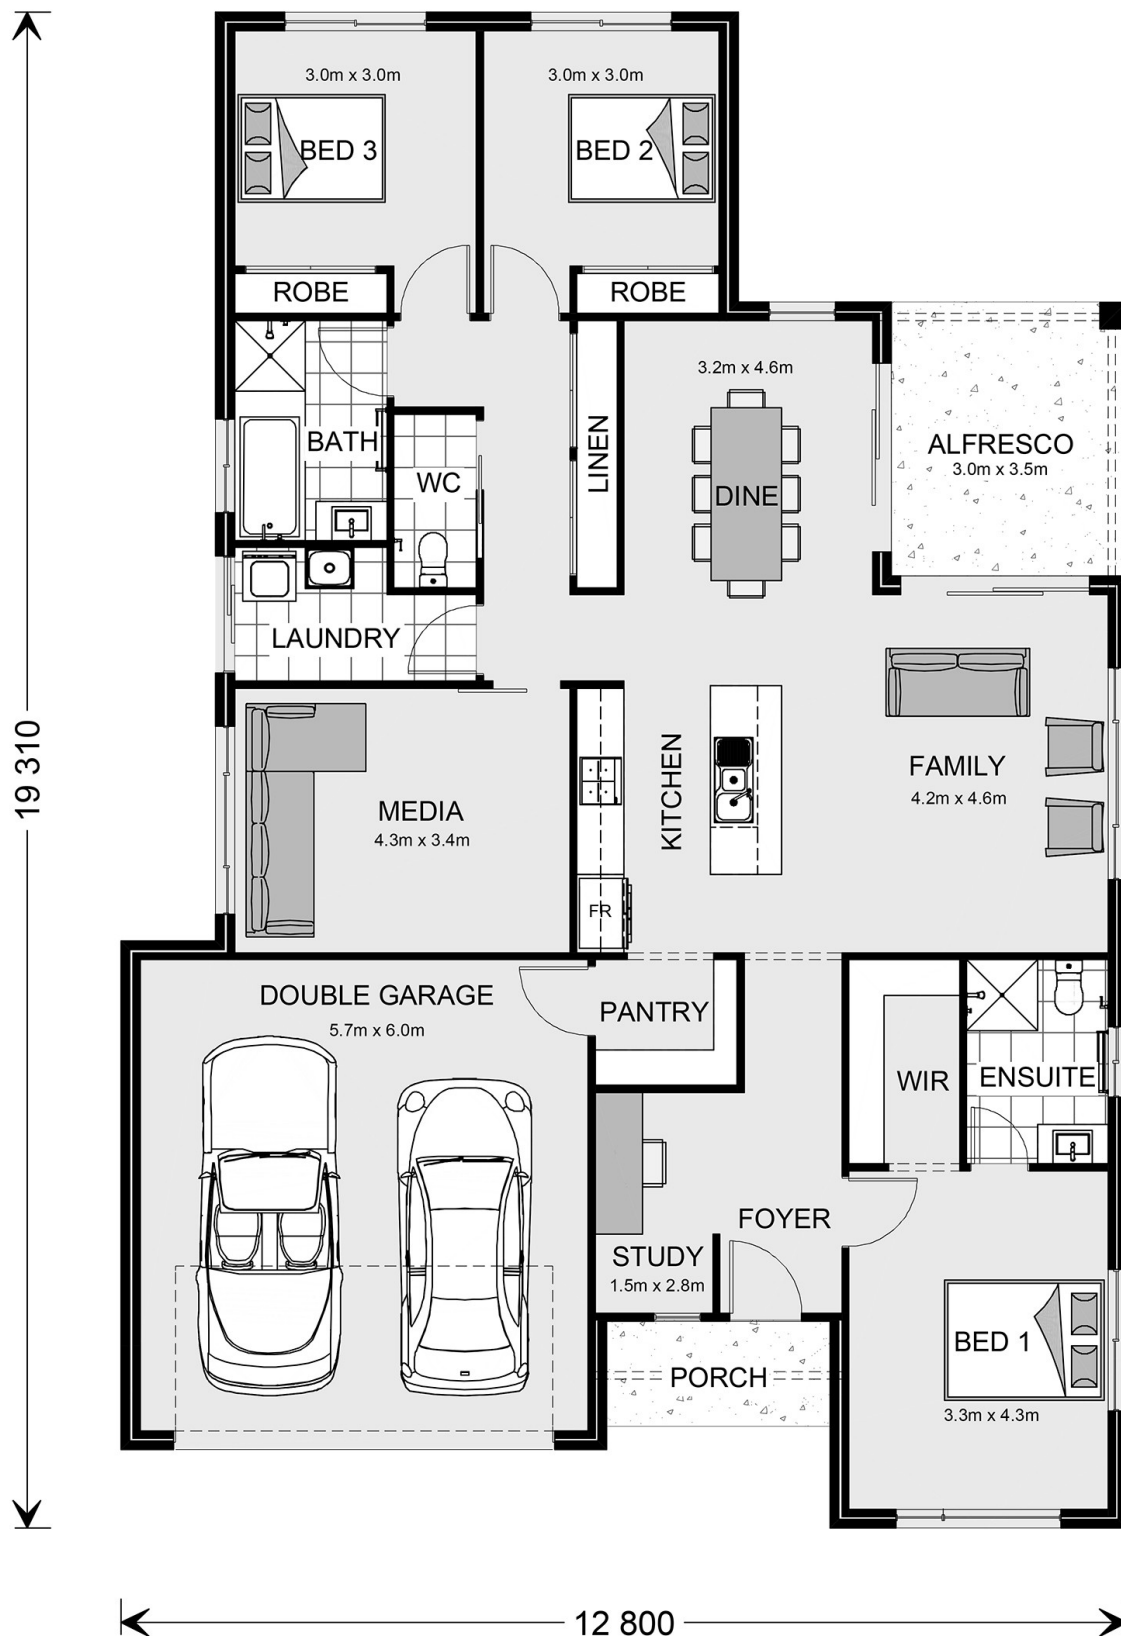 3.0m x 3.0m
BED 3
ROBE
3.0m x 3.0m
BED 2
ROBE
3.2m x 4.6m
DINE
ALFRESCO
3.0m x 3.5m
BATH
WC
LINEN
LAUNDRY
19 310
MEDIA
4.3m x 3.4m
KITCHEN
FR
FAMILY
4.2m x 4.6m
DOUBLE GARAGE
5.7m x 6.0m
PANTRY
WIR
ENSUITE
FOYER
STUDY
1.5m x 2.8m
PORCH
BED 1
3.3m x 4.3m
12 800